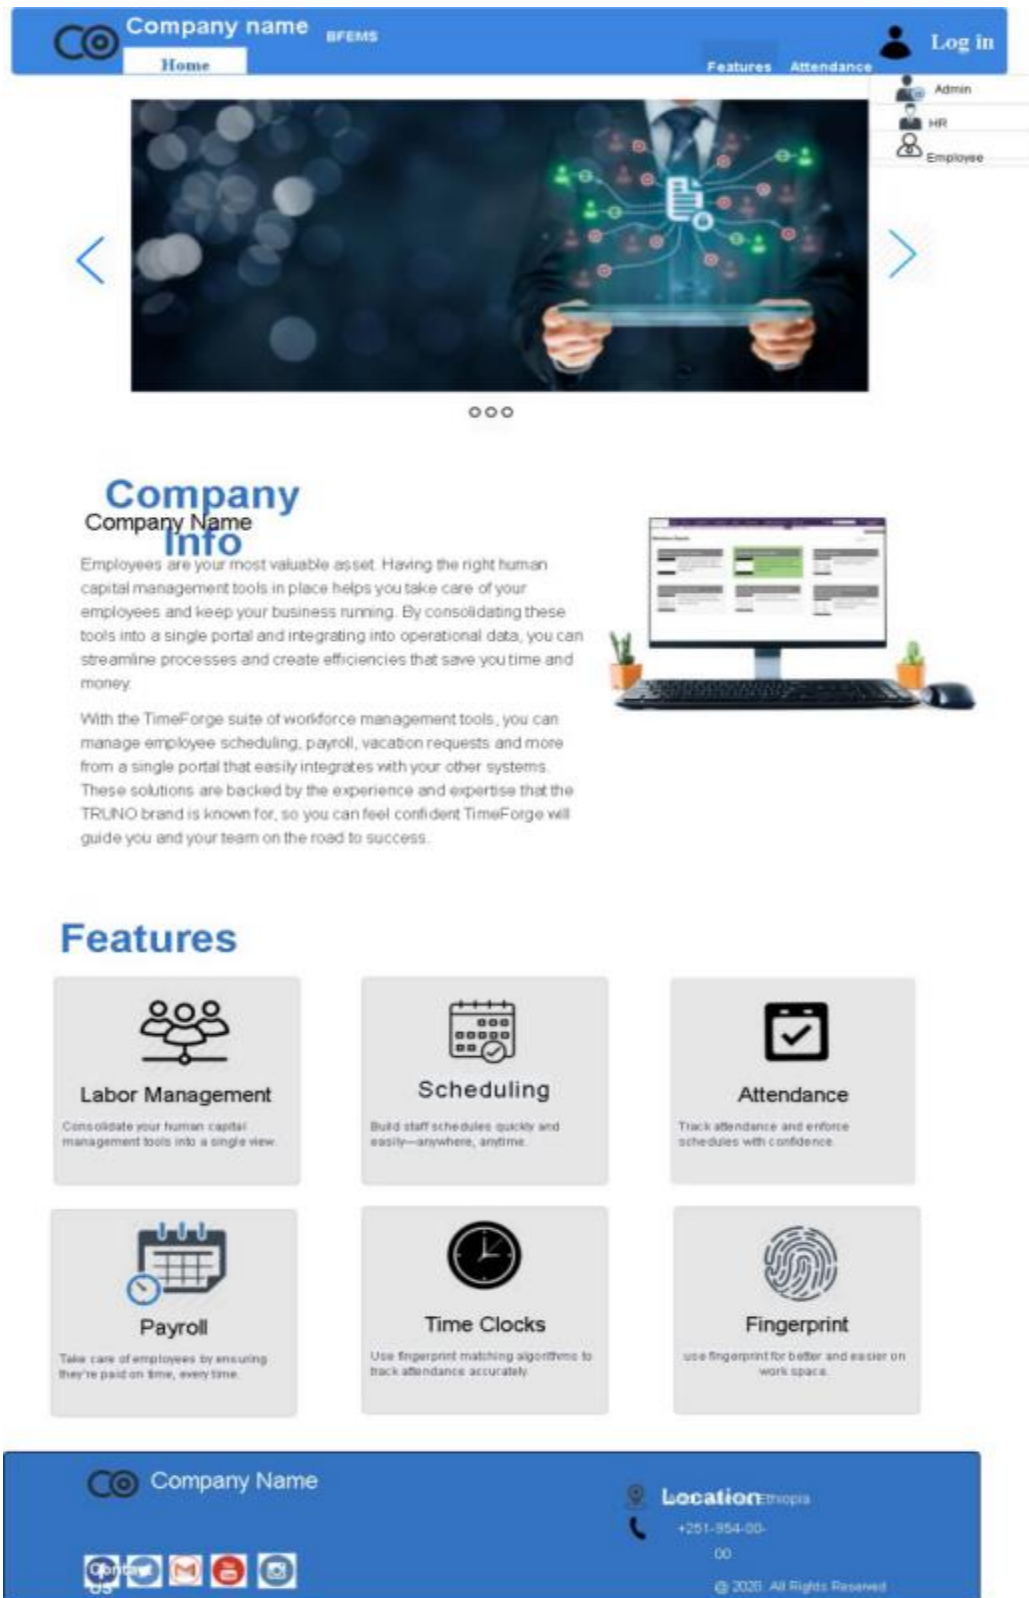 CO Company name BFEMS
Log in
Home
Features Attendance
Admin
HR
Employee
Company
Info
Company Name
Employees are your most valuable asset. Having the right human
capital management tools in place helps you take care of your
employees and keep your business running. By consolidating these
tools into a single portal and integrating into operational data, you can
streamline processes and create efficiencies that save you time and
money.
With the TimeForge suite of workforce management tools, you can
manage employee scheduling, payroll, vacation requests and more
from a single portal that easily integrates with your other systems.
These solutions are backed by the experience and expertise that the
TRUNO brand is known for, so you can feel confident TimeForge will
guide you and your team on the road to success.
Features
Labor Management
Consolidate your human capital
management tools into a single view.
Scheduling
Build staff schedules quickly and
easily—anywhere, anytime.
Attendance
Track attendance and enforce
schedules with confidence.
Payroll
Take care of employees by ensuring
they're paid on time, every time.
Time Clocks
Use fingerprint matching algorithms to
track attendance accurately.
Fingerprint
use fingerprint for better and easier on
work space.
CO Company Name
Location
Ethiopia
+251-954-00-
00
Contact
US
@ 2020. All Rights Reserved